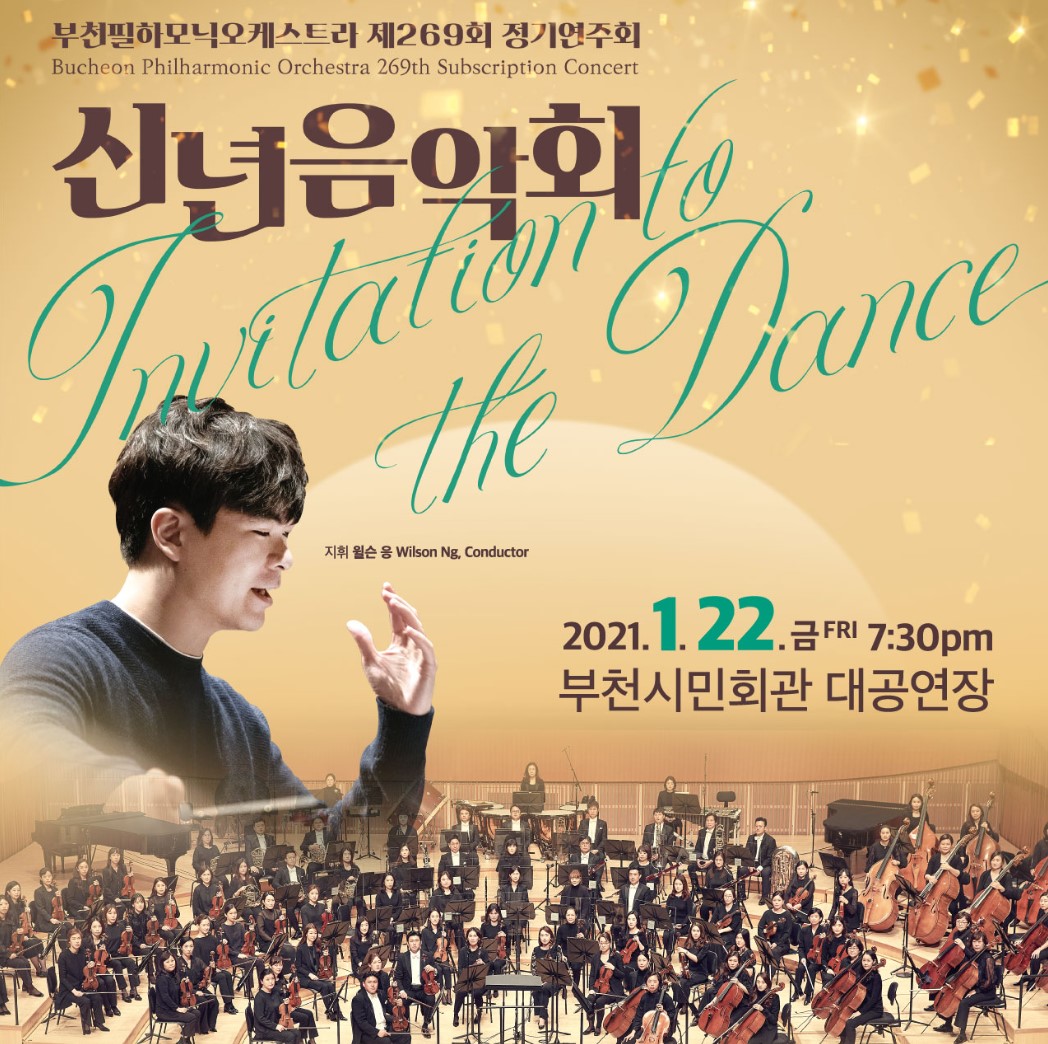 부천필하모닉오케스트라 제269회 정기연주회
Bucheon Philharmonic Orchestra 269th Subscription Concert
신년음악회
Invitation to
the Dance
지휘 윌슨 응 Wilson Ng, Conductor
2021.1.22.금FRI 7:30pm
부천시민회관 대공연장